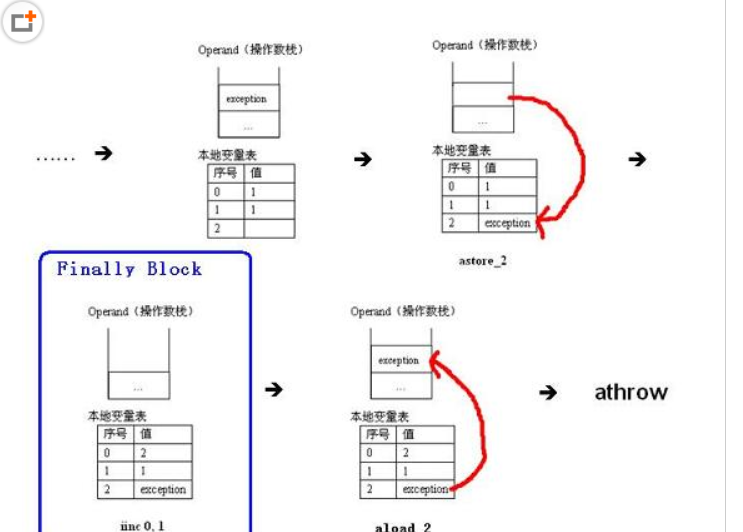 Operand（操作数栈）
exception
...
本地变量表
序号 值
0 1
1 1
2
Operand（操作数栈）
...
本地变量表
序号 值
0 1
1 1
2 exception
astore_2
……
Finally Block
Operand（操作数栈）
...
本地变量表
序号 值
0 2
1 1
2 exception
iinc 0, 1
Operand（操作数栈）
exception
...
本地变量表
序号 值
0 2
1 1
2 exception
aload_2
athrow